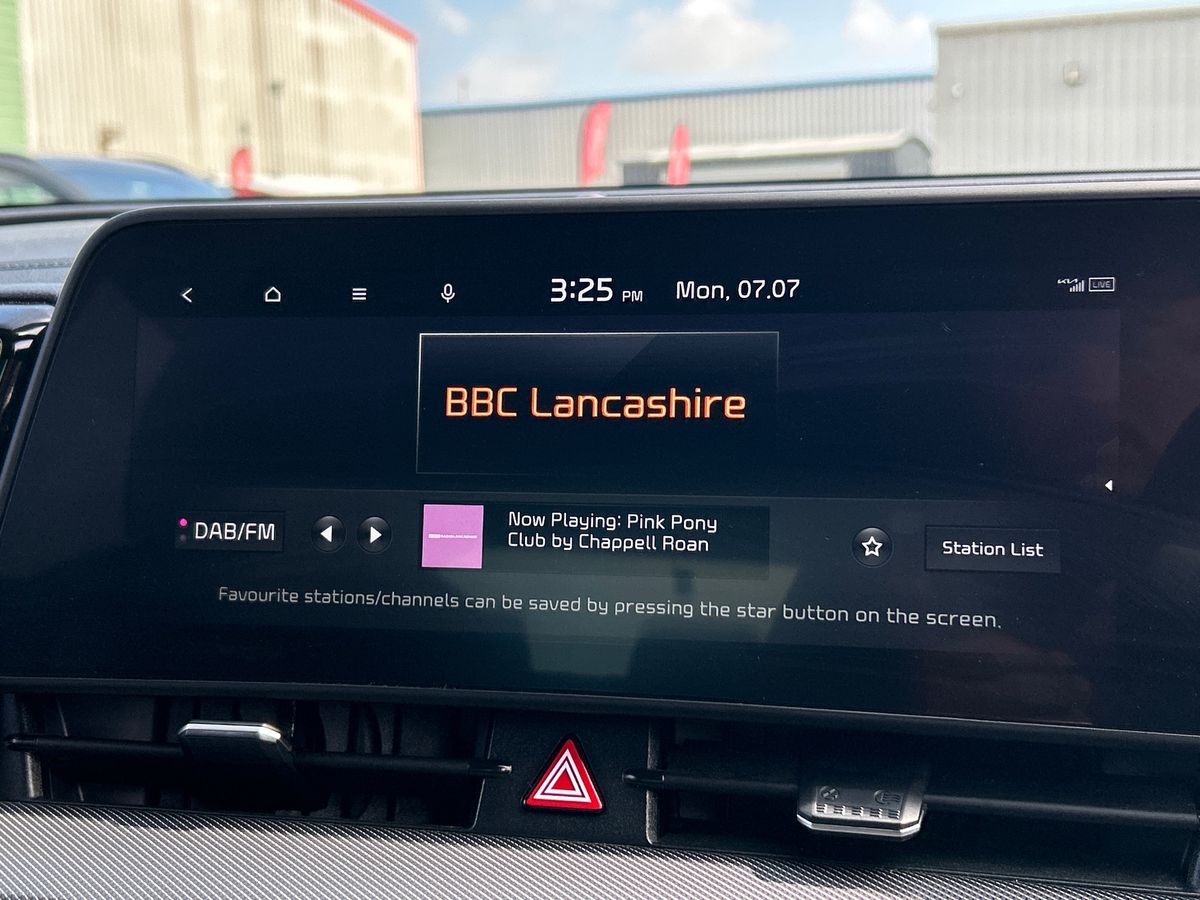 3:25 PM Mon, 07.07
LIVE
BBC Lancashire
DAB/FM
Now Playing: Pink Pony
Club by Chappell Roan
Station List
Favourite stations/channels can be saved by pressing the star button on the screen.